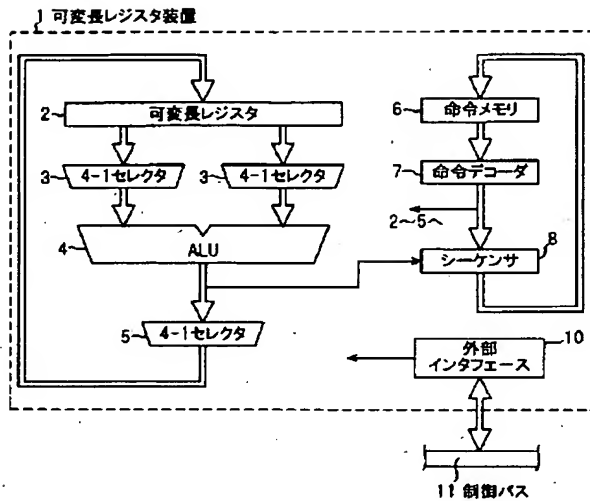 1 可変長レジスタ装置
2 可変長レジスタ
3 4-1セレクタ
3 4-1セレクタ
4 ALU
5 4-1セレクタ
6 命令メモリ
7 命令デコーダ
2～5へ
8
シーケンサ
10
外部
インタフェース
11 制御バス